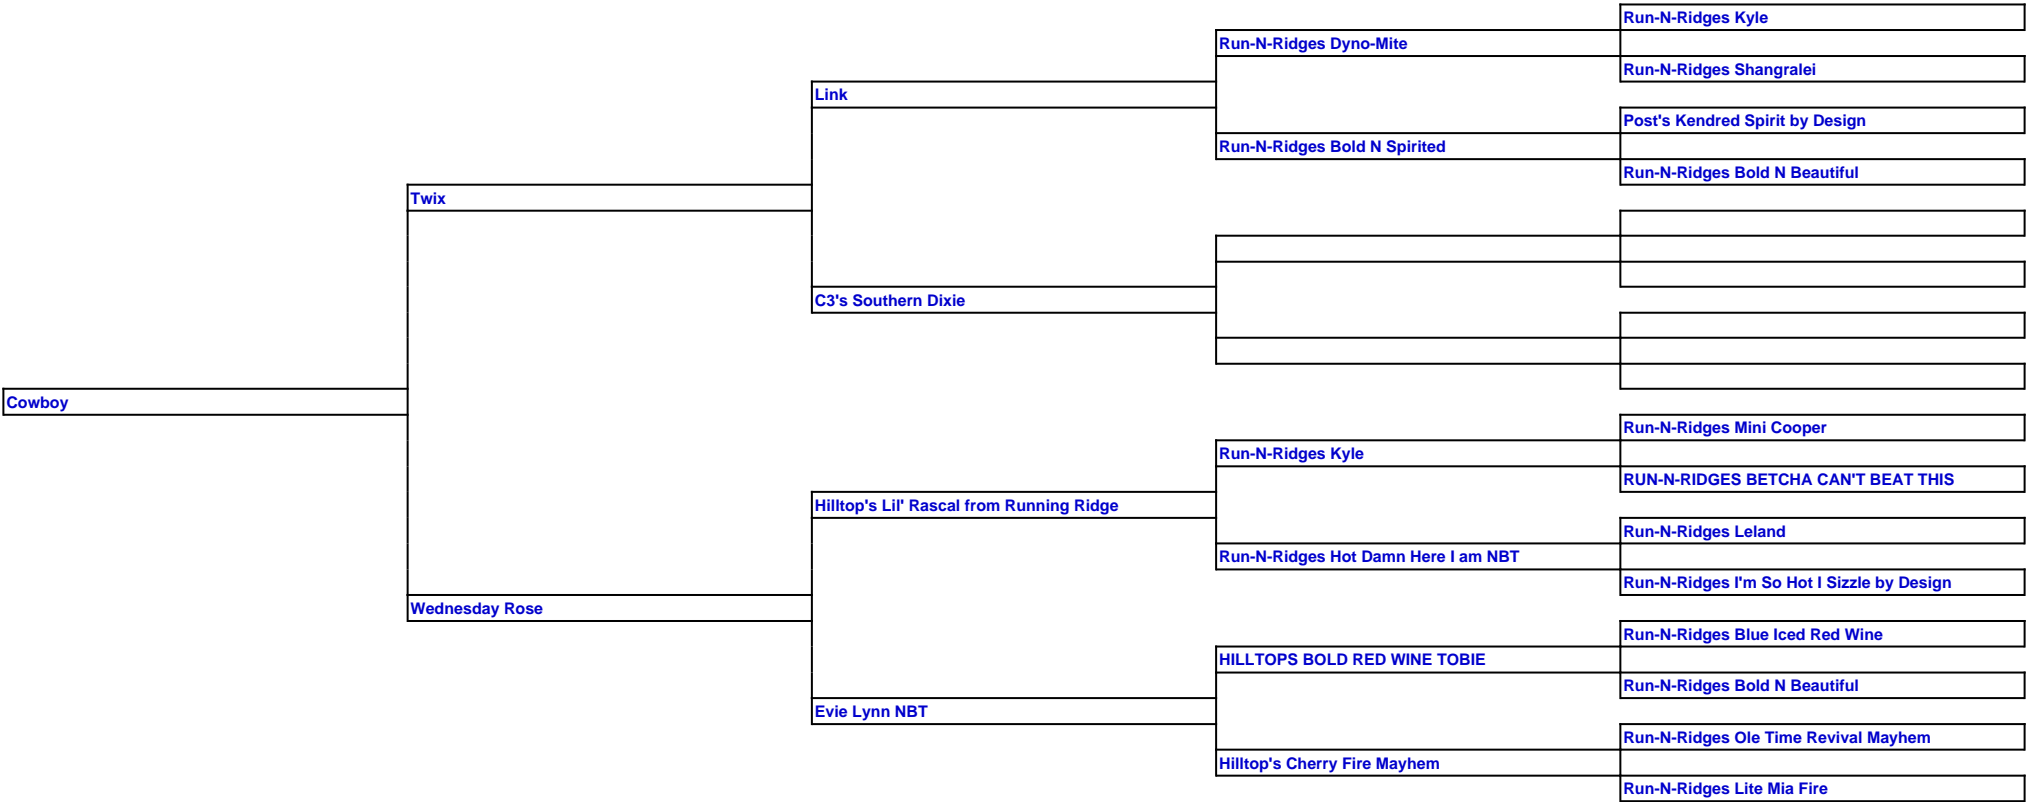 Run-N-Ridges Kyle
Run-N-Ridges Dyno-Mite
Run-N-Ridges Shangralei
Link
Post's Kendred Spirit by Design
Run-N-Ridges Bold N Spirited
Run-N-Ridges Bold N Beautiful
Twix
C3's Southern Dixie
Cowboy
Run-N-Ridges Mini Cooper
Run-N-Ridges Kyle
RUN-N-RIDGES BETCHA CAN'T BEAT THIS
Hilltop's Lil' Rascal from Running Ridge
Run-N-Ridges Leland
Run-N-Ridges Hot Damn Here I am NBT
Run-N-Ridges I'm So Hot I Sizzle by Design
Wednesday Rose
Run-N-Ridges Blue Iced Red Wine
HILLTOPS BOLD RED WINE TOBIE
Run-N-Ridges Bold N Beautiful
Evie Lynn NBT
Run-N-Ridges Ole Time Revival Mayhem
Hilltop's Cherry Fire Mayhem
Run-N-Ridges Lite Mia Fire